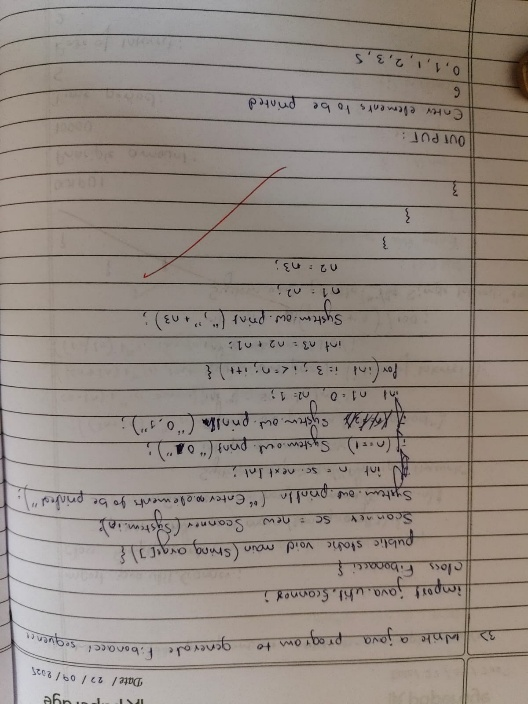 Date / 22 / 09 / 2025
3) Write a java program to generate fibonacci sequence
import java.util.Scanner;
class Fibonacci {
public static void main (String args[]) {
Scanner sc = new Scanner (System.in);
System.out.println ("Enter elements to be printed");
int n = sc.nextInt;
(n==1) System.out.print ("0");
System.out.println ("0,1");
int n1=0, n2=1;
for (int i=3; i<=n; i++) {
int n3 = n2+n1;
System.out.print ("," + n3);
n1 = n2;
n2 = n3;
}
}
}
OUTPUT:
Enter elements to be printed
6
0,1,1,2,3,5